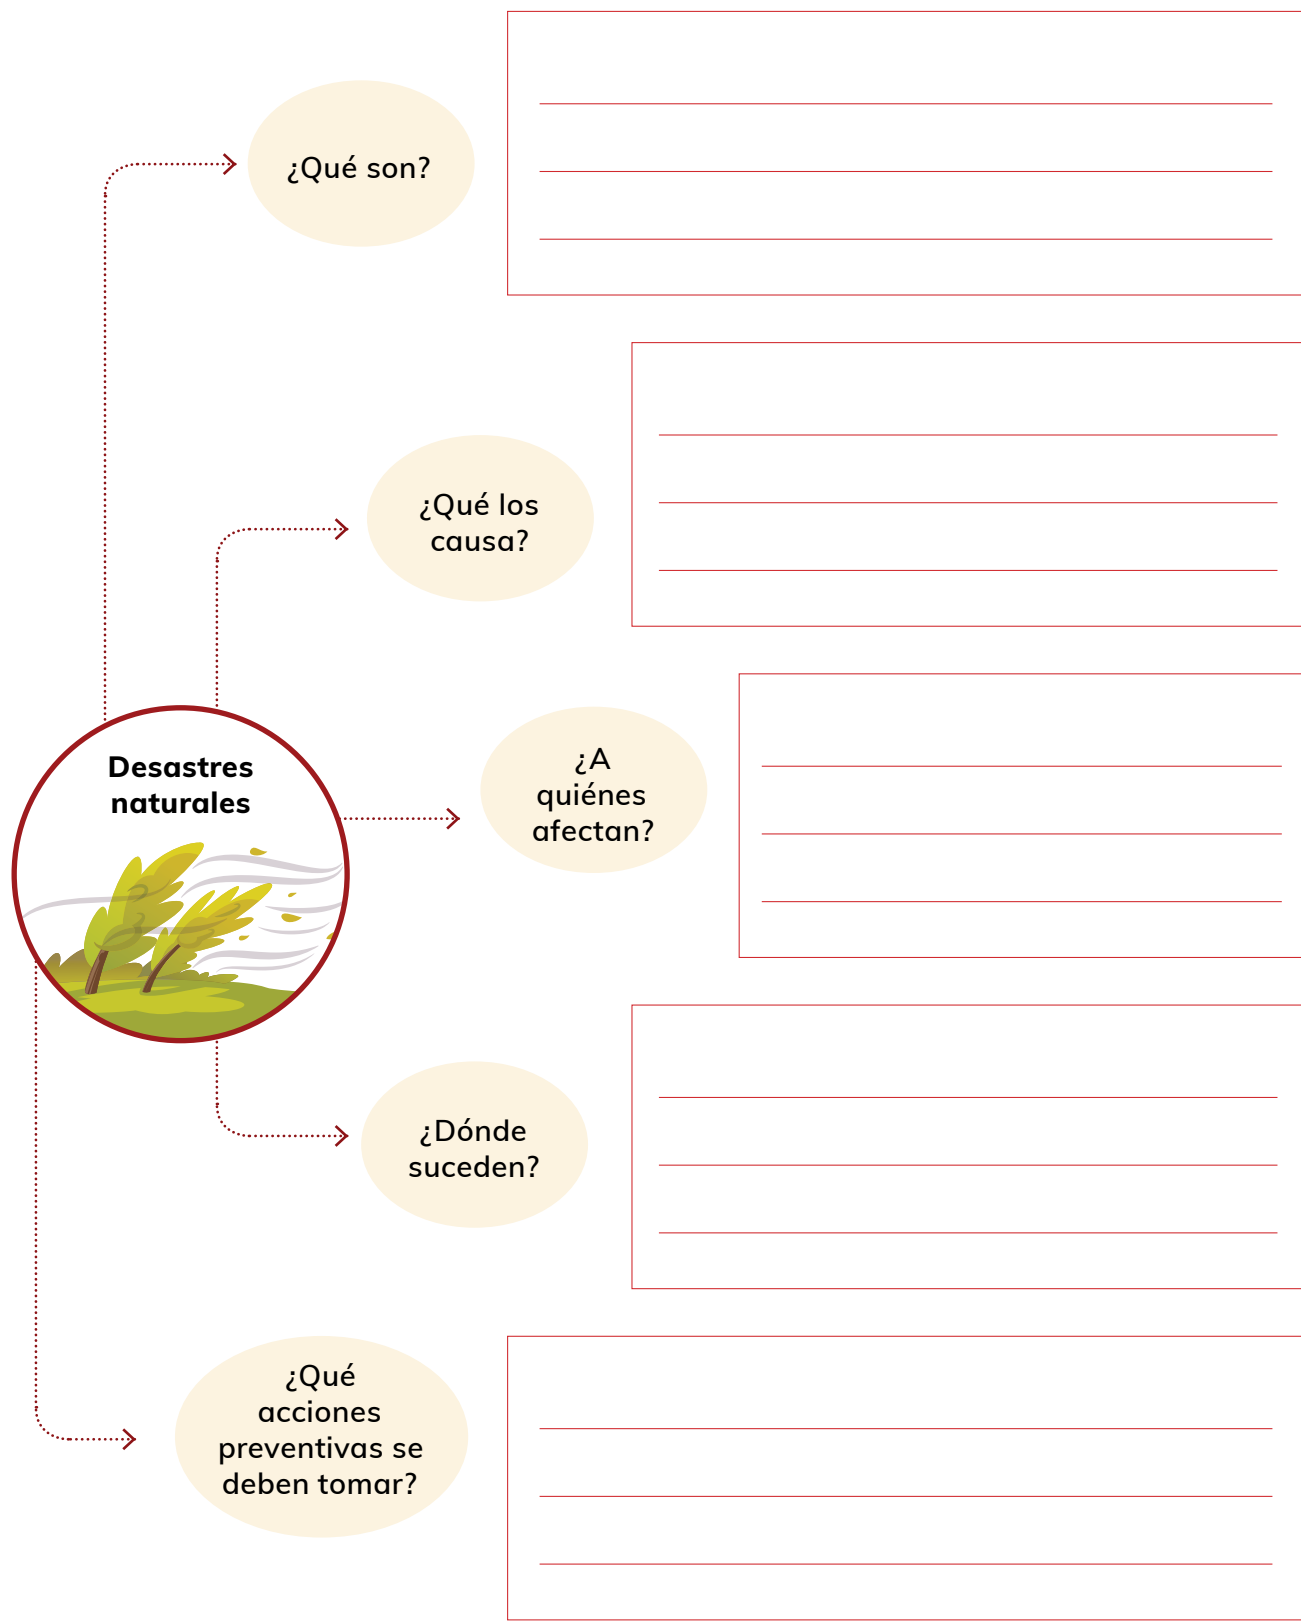 ¿Qué son?
¿Qué los
causa?
Desastres
naturales
¿A
quiénes
afectan?
¿Dónde
suceden?
¿Qué
acciones
preventivas se
deben tomar?